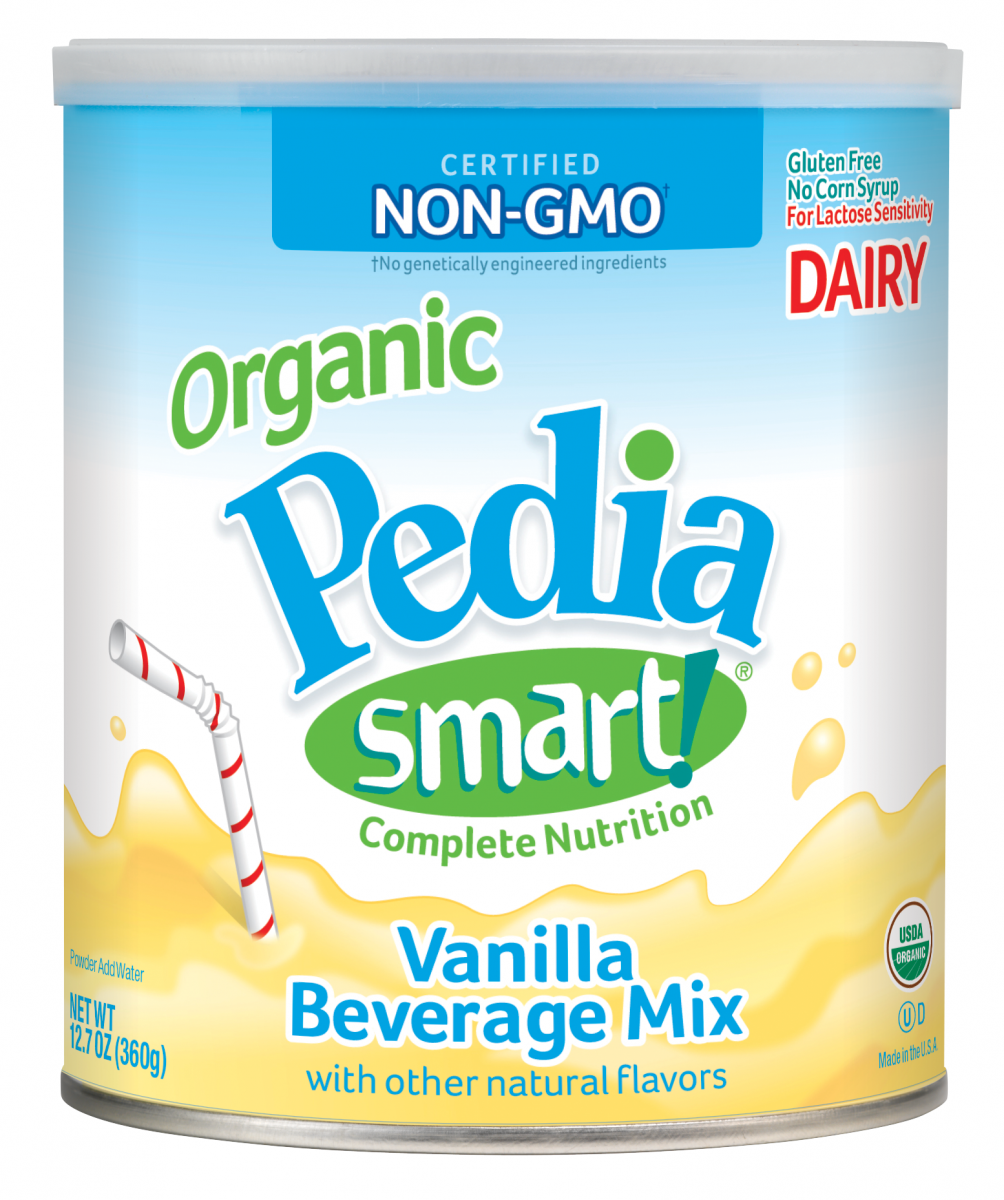 CERTIFIED
NON-GMO†
†No genetically engineered ingredients
Gluten Free
No Corn Syrup
For Lactose Sensitivity
DAIRY
Organic
Pedia
smart!®
Complete Nutrition
Vanilla
Beverage Mix
with other natural flavors
Powder Add Water
NET WT
12.7 OZ (360g)
USDA
ORGANIC
U D
Made in the U.S.A.